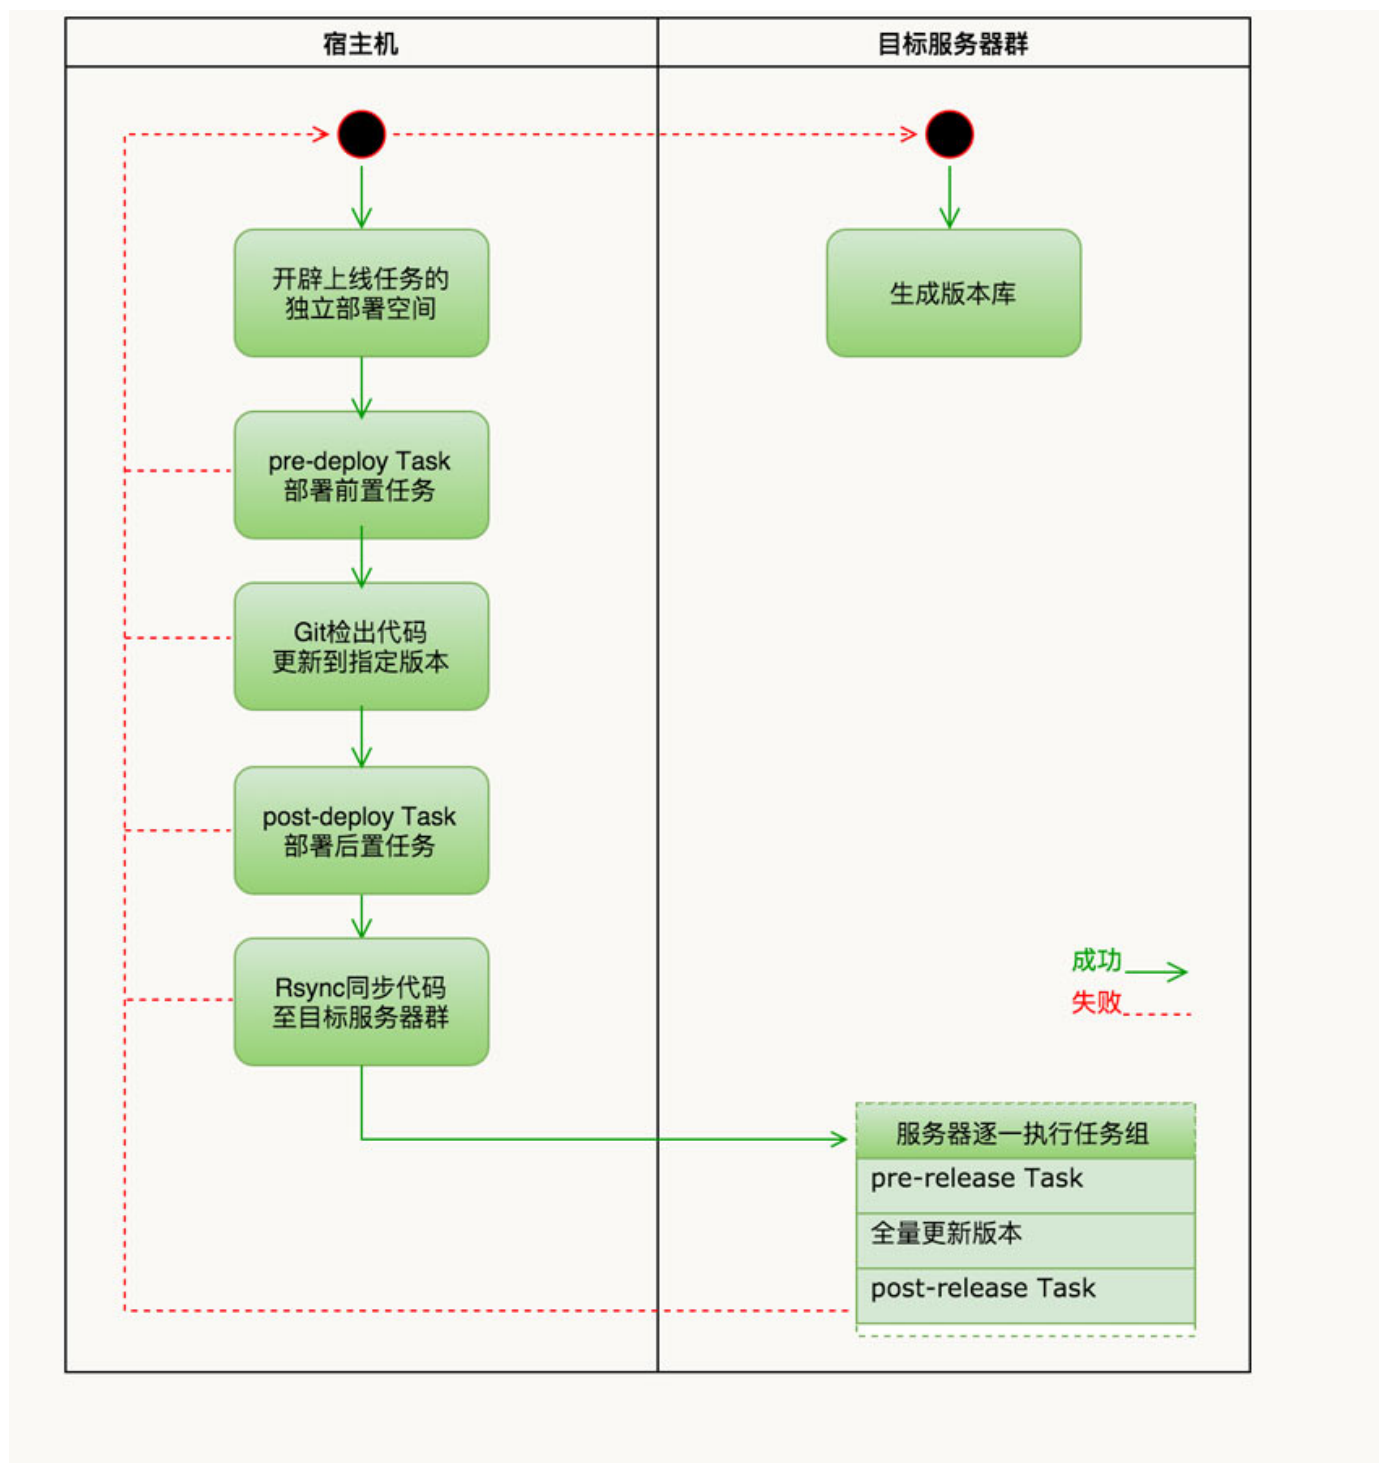 宿主机
目标服务器群
开辟上线任务的
独立部署空间
生成版本库
pre-deploy Task
部署前置任务
Git检出代码
更新到指定版本
post-deploy Task
部署后置任务
Rsync同步代码
至目标服务器群
成功
失败
服务器逐一执行任务组
pre-release Task
全量更新版本
post-release Task